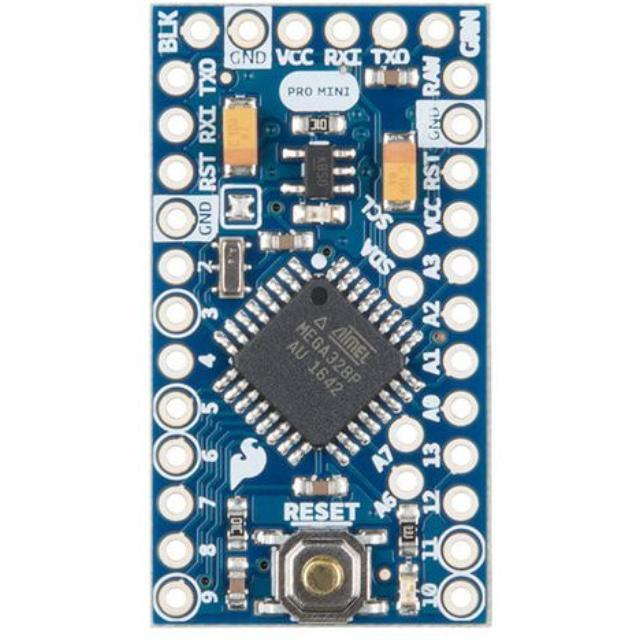 BLK
GND
VCC
RXI
TXO
GRN
TXO
RAW
PRO MINI
RXI
GND
RST
RST
K850
SCL
GND
VCC
SDA
2
A3
3
A2
ATMEL
MEGA328P
AU 1642
4
A1
5
A0
6
A7
13
7
A6
12
RESET
8
11
9
10